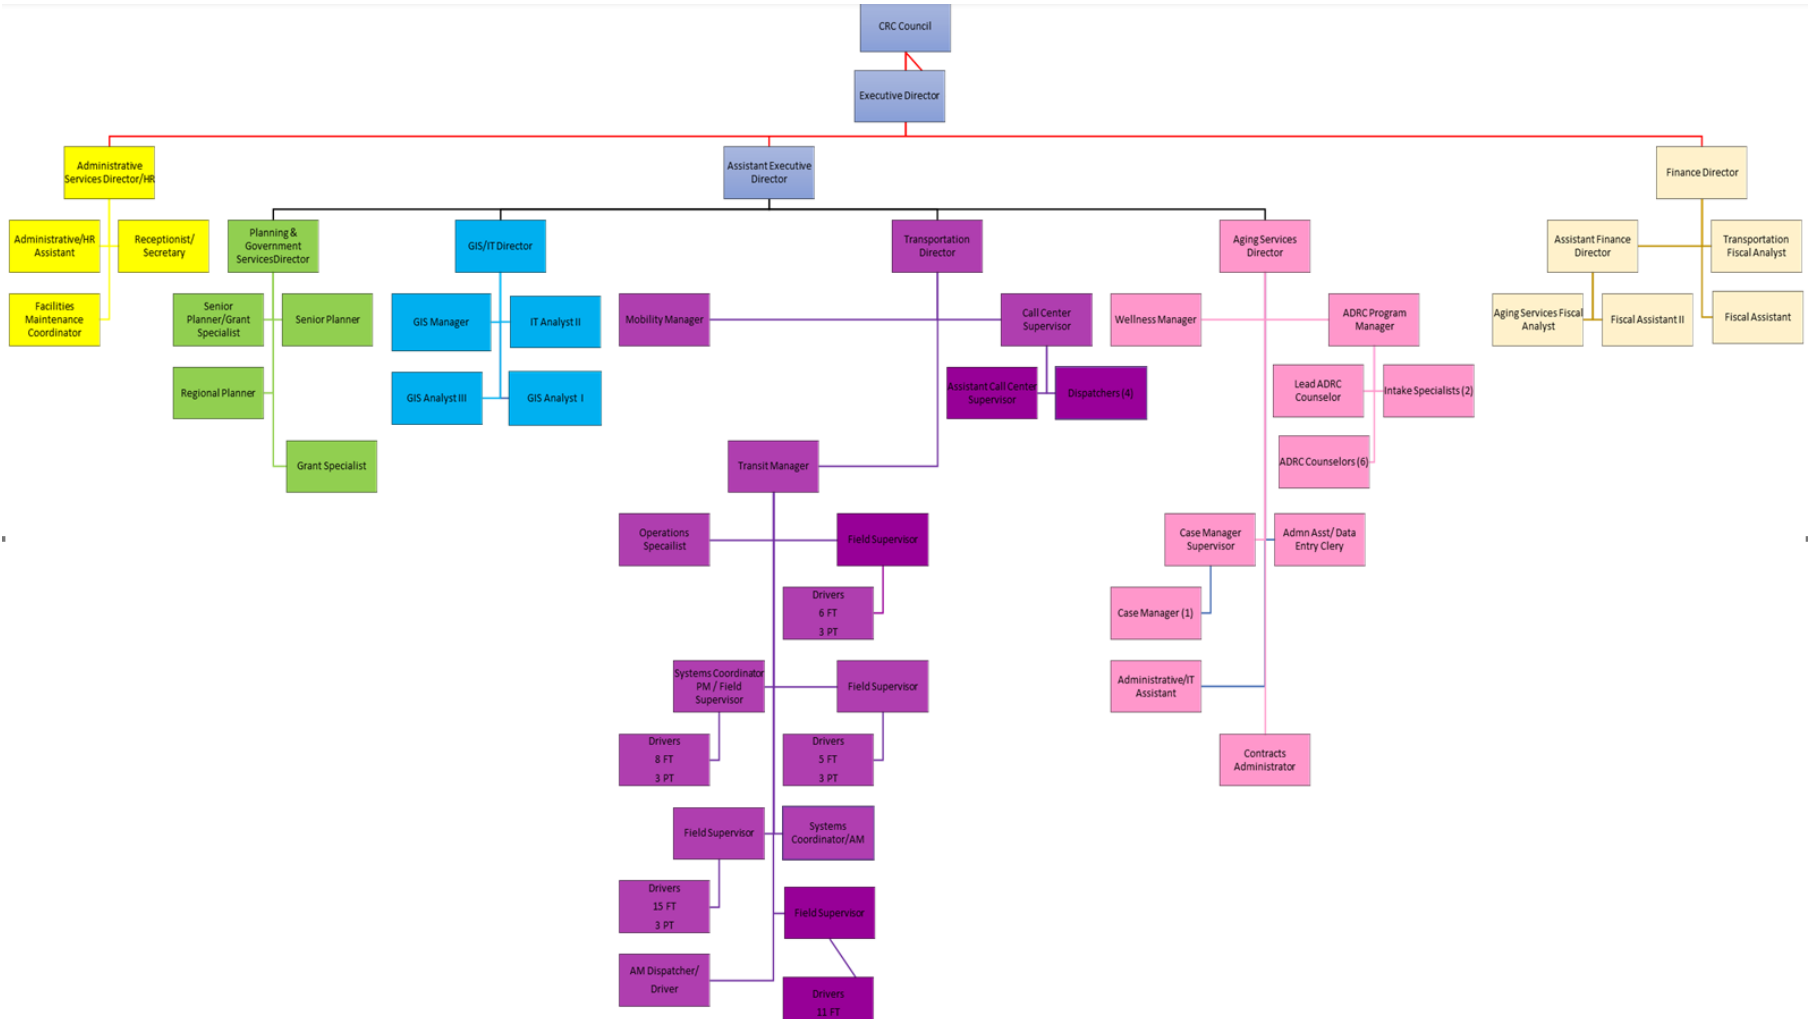 CRC Council
Executive Director
Administrative
Services Director/HR
Assistant Executive
Director
Finance Director
Administrative/HR
Assistant
Receptionist/
Secretary
Planning &
Government
ServicesDirector
GIS/IT Director
Transportation
Director
Aging Services
Director
Assistant Finance
Director
Transportation
Fiscal Analyst
Facilities
Maintenance
Coordinator
Senior
Planner/Grant
Specialist
Senior Planner
GIS Manager
IT Analyst II
Mobility Manager
Call Center
Supervisor
Wellness Manager
ADRC Program
Manager
Aging Services Fiscal
Analyst
Fiscal Assistant II
Fiscal Assistant
Regional Planner
GIS Analyst III
GIS Analyst I
Assistant Call Center
Supervisor
Dispatchers (4)
Lead ADRC
Counselor
Intake Specialists (2)
Grant Specialist
Transit Manager
ADRC Counselors (6)
Operations
Specailist
Field Supervisor
Case Manager
Supervisor
Admn Asst/ Data
Entry Clery
Drivers
6 FT
3 PT
Case Manager (1)
Systems Coordinator
PM / Field
Supervisor
Field Supervisor
Administrative/IT
Assistant
Drivers
8 FT
3 PT
Drivers
5 FT
3 PT
Contracts
Administrator
Field Supervisor
Systems
Coordinator/AM
Drivers
15 FT
3 PT
Field Supervisor
AM Dispatcher/
Driver
Drivers
11 FT